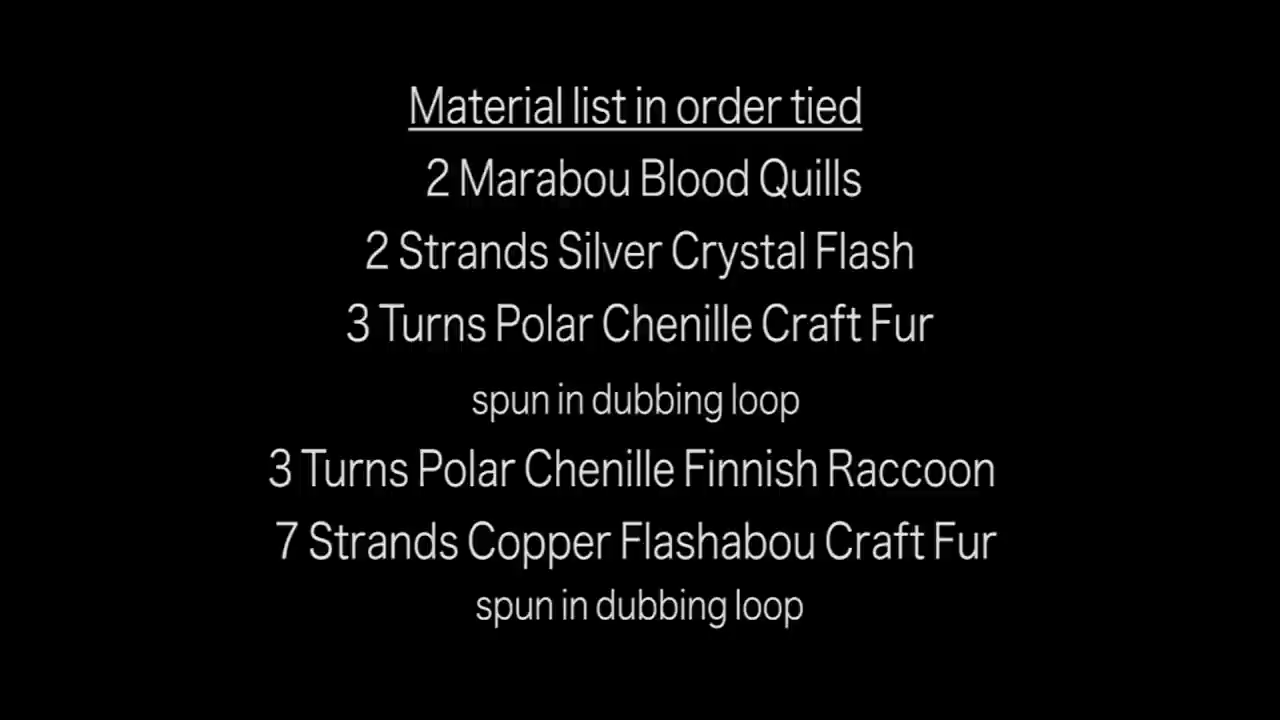 Material list in order tied
2 Marabou Blood Quills
2 Strands Silver Crystal Flash
3 Turns Polar Chenille Craft Fur
spun in dubbing loop
3 Turns Polar Chenille Finnish Raccoon
7 Strands Copper Flashabou Craft Fur
spun in dubbing loop